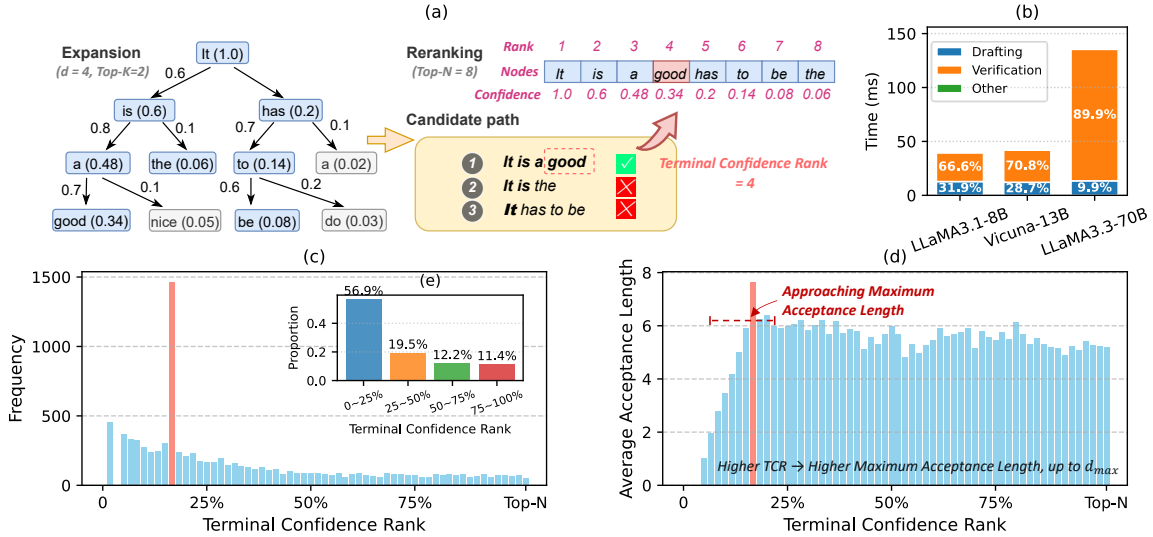 (a)
Expansion
(d = 4, Top-K=2)
It (1.0)
0.6
is (0.6)
has (0.2)
0.8
0.1
0.7
0.1
a (0.48)
the (0.06)
to (0.14)
a (0.02)
0.7
0.1
0.6
0.2
good (0.34)
nice (0.05)
be (0.08)
do (0.03)
Reranking
(Top-N = 8)
Rank 1 2 3 4 5 6 7 8
Nodes It is a good has to be the
Confidence 1.0 0.6 0.48 0.34 0.2 0.14 0.08 0.06
Candidate path
1 It is a good
2 It is the
3 It has to be
Terminal Confidence Rank
= 4
(b)
Time (ms)
150
100
50
0
Drafting
Verification
Other
66.6%
31.9%
70.8%
28.7%
89.9%
9.9%
LLaMA3.1-8B
Vicuna-13B
LLaMA3.3-70B
(c)
Frequency
1500
1000
500
0
0 25% 50% 75% Top-N
Terminal Confidence Rank
(e)
Proportion
0.4
0.2
0.0
56.9%
19.5%
12.2%
11.4%
0~25%
25~50%
50~75%
75~100%
Terminal Confidence Rank
(d)
Average Acceptance Length
8
6
4
2
0
Approaching Maximum
Acceptance Length
Higher TCR → Higher Maximum Acceptance Length, up to d_max
0 25% 50% 75% Top-N
Terminal Confidence Rank